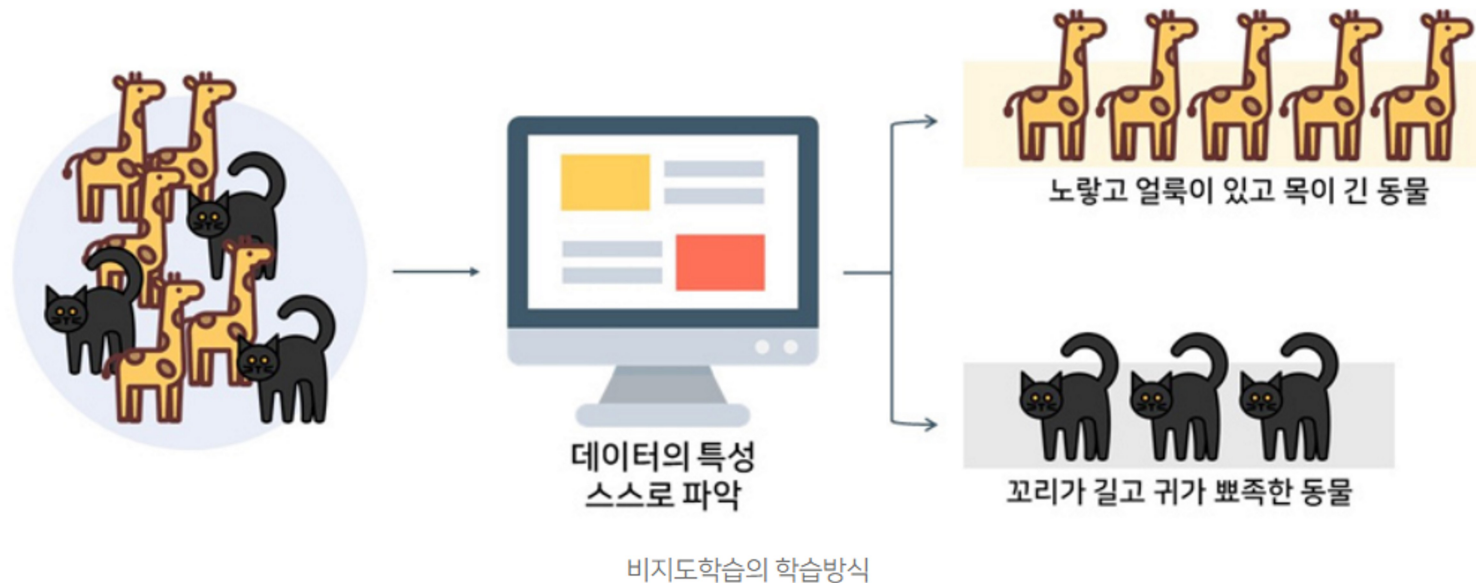 노랗고 얼룩이 있고 목이 긴 동물
데이터의 특성
스스로 파악
꼬리가 길고 귀가 뾰족한 동물
비지도학습의 학습방식